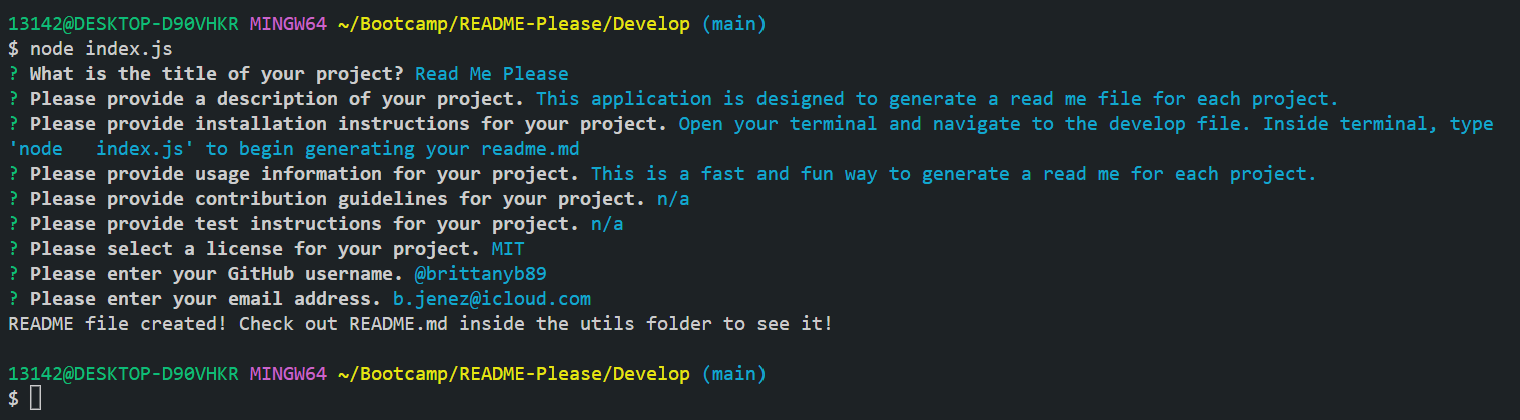 13142@DESKTOP-D90VHKR MINGW64 ~/Bootcamp/README-Please/Develop (main)
$ node index.js
? What is the title of your project? Read Me Please
? Please provide a description of your project. This application is designed to generate a read me file for each project.
? Please provide installation instructions for your project. Open your terminal and navigate to the develop file. Inside terminal, type
'node   index.js' to begin generating your readme.md
? Please provide usage information for your project. This is a fast and fun way to generate a read me for each project.
? Please provide contribution guidelines for your project. n/a
? Please provide test instructions for your project. n/a
? Please select a license for your project. MIT
? Please enter your GitHub username. @brittanyb89
? Please enter your email address. b.jenez@icloud.com
README file created! Check out README.md inside the utils folder to see it!
13142@DESKTOP-D90VHKR MINGW64 ~/Bootcamp/README-Please/Develop (main)
$